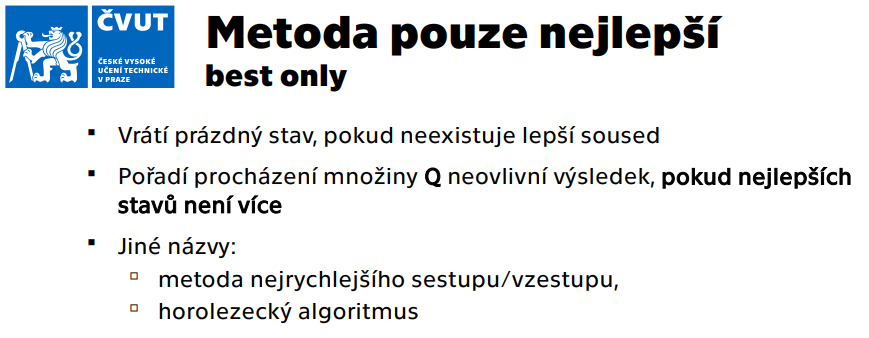 ČVUT
ČESKÉ VYSOKÉ
UČENÍ TECHNICKÉ
V PRAZE
Metoda pouze nejlepší
best only
▪ Vrátí prázdný stav, pokud neexistuje lepší soused
▪ Pořadí procházení množiny Q neovlivní výsledek, pokud nejlepších
stavů není více
▪ Jiné názvy:
▫ metoda nejrychlejšího sestupu/vzestupu,
▫ horolezecký algoritmus